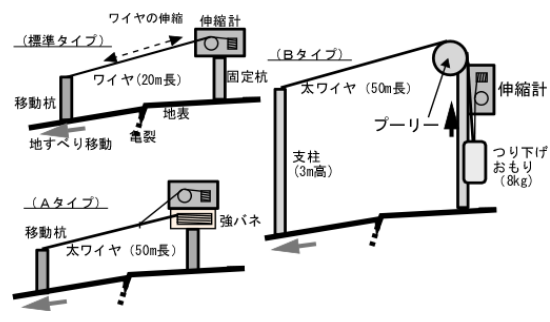 （標準タイプ）
ワイヤの伸縮
伸縮計
ワイヤ（20m長）
固定杭
移動杭
地表
亀裂
地すべり移動
（Aタイプ）
強バネ
移動杭
太ワイヤ（50m長）
（Bタイプ）
太ワイヤ（50m長）
伸縮計
プーリー
支柱
（3m高）
つり下げ
おもり
（8kg）